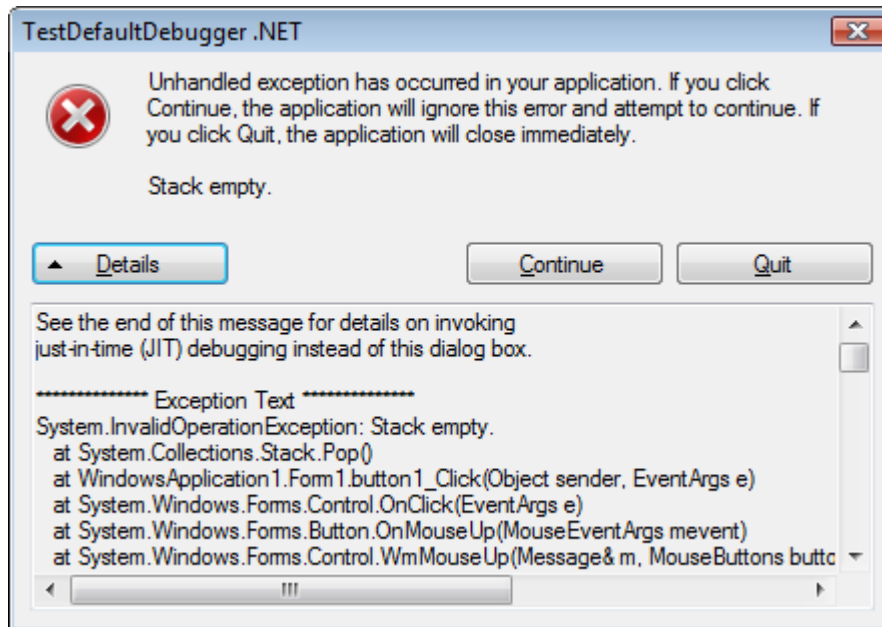 TestDefaultDebugger .NET
Unhandled exception has occurred in your application. If you click
Continue, the application will ignore this error and attempt to continue. If
you click Quit, the application will close immediately.
Stack empty.
Details
Continue
Quit
See the end of this message for details on invoking
just-in-time (JIT) debugging instead of this dialog box.
************** Exception Text **************
System.InvalidOperationException: Stack empty.
at System.Collections.Stack.Pop()
at WindowsApplication1.Form1.button1_Click(Object sender, EventArgs e)
at System.Windows.Forms.Control.OnClick(EventArgs e)
at System.Windows.Forms.Button.OnMouseUp(MouseEventArgs mevent)
at System.Windows.Forms.Control.WmMouseUp(Message& m, MouseButtons butto